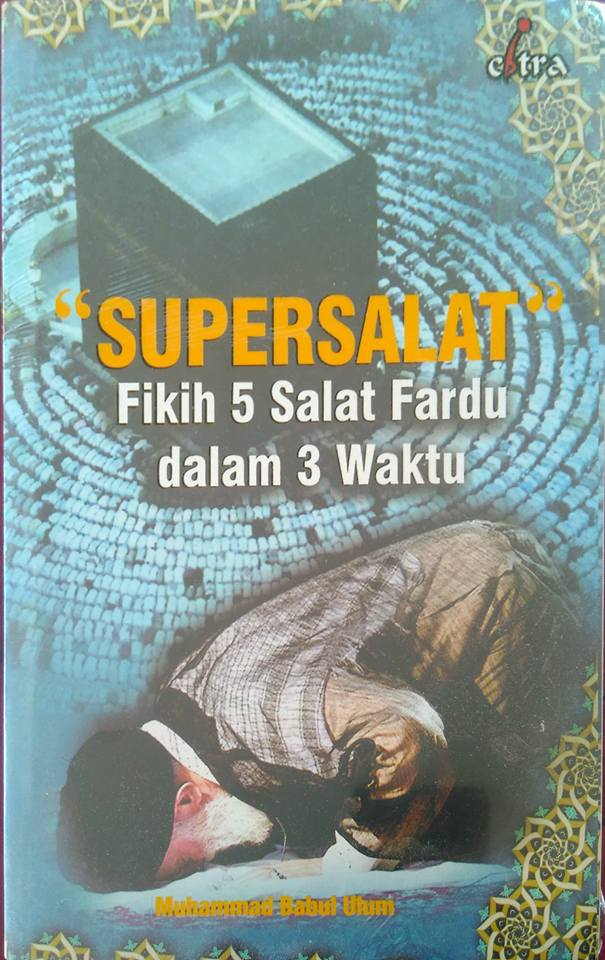 citra
“SUPERSALAT”
Fikih 5 Salat Fardu
dalam 3 Waktu
Muhammad Babul Ulum